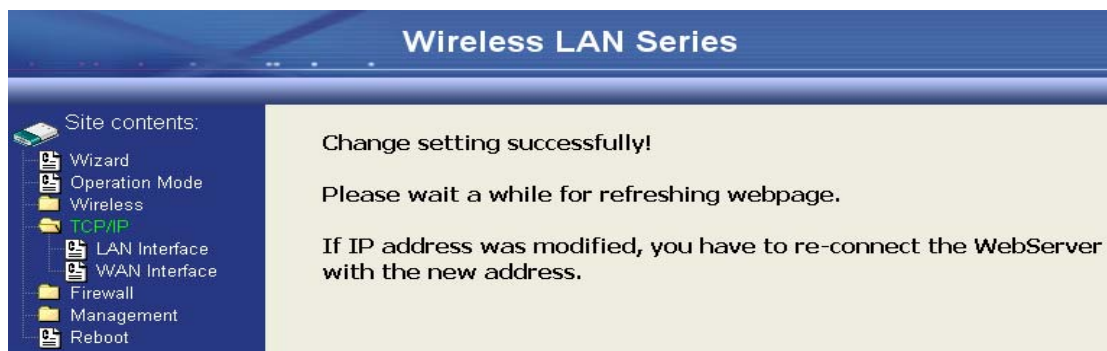 Wireless LAN Series
Site contents:
Wizard
Operation Mode
Wireless
TCP/IP
LAN Interface
WAN Interface
Firewall
Management
Reboot
Change setting successfully!
Please wait a while for refreshing webpage.
If IP address was modified, you have to re-connect the WebServer
with the new address.